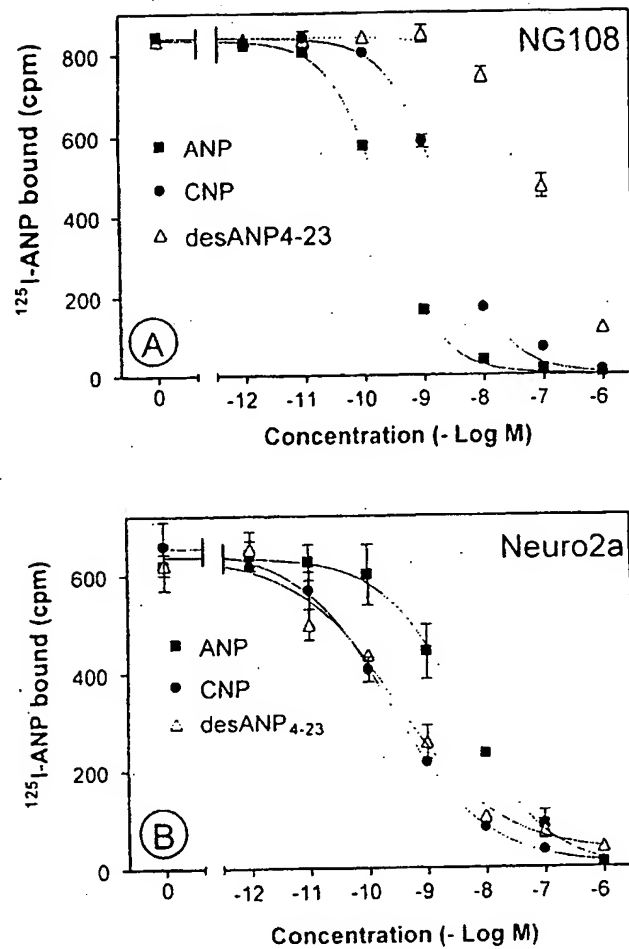 NG108
800
600
400
200
0
125I-ANP bound (cpm)
ANP
CNP
desANP4-23
A
0 -12 -11 -10 -9 -8 -7 -6
Concentration (- Log M)
Neuro2a
600
400
200
0
125I-ANP bound (cpm)
ANP
CNP
desANP4-23
B
0 -12 -11 -10 -9 -8 -7 -6
Concentration (- Log M)